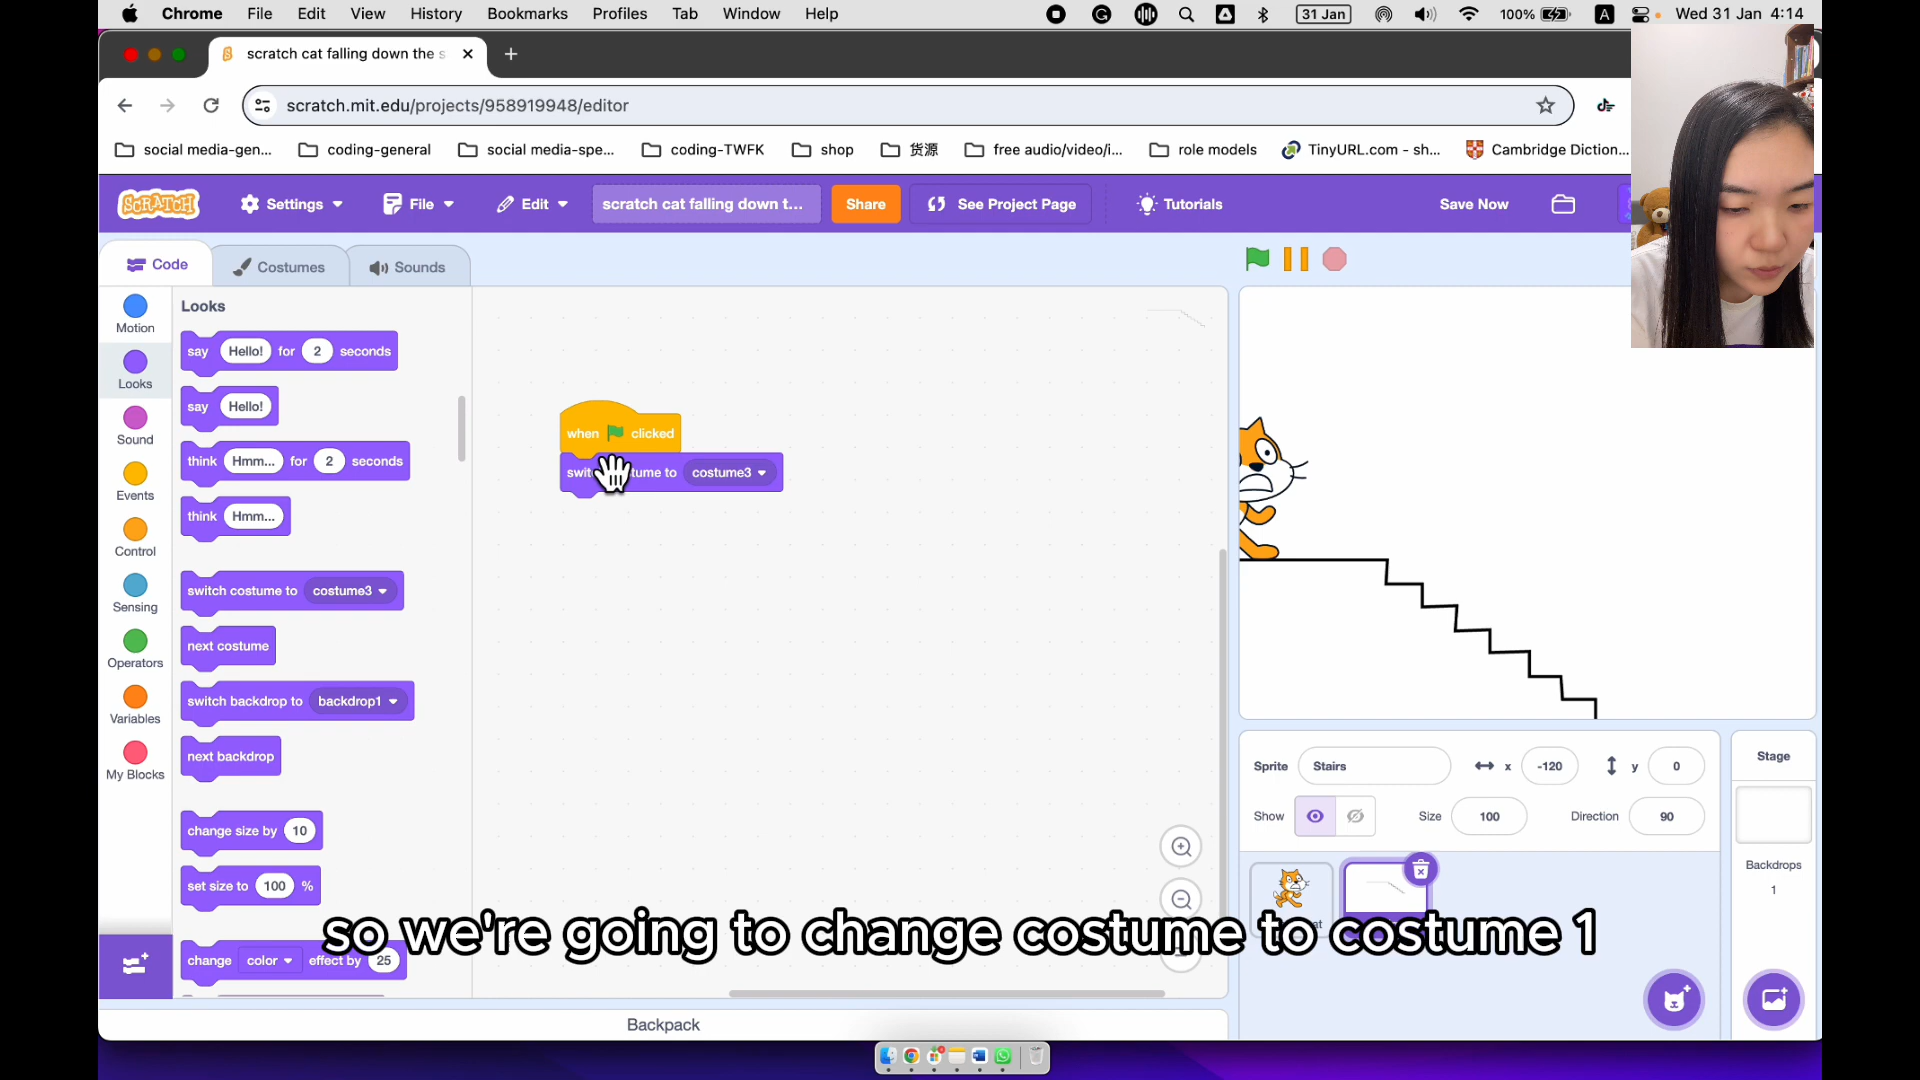 Chrome File Edit View History Bookmarks Profiles Tab Window Help
31 Jan 100% A Wed 31 Jan 4:14
scratch cat falling down the s
scratch.mit.edu/projects/958919948/editor
social media-gen... coding-general social media-spe... coding-TWFK shop 货源 free audio/video/i... role models TinyURL.com - sh... Cambridge Diction...
SCRATCH Settings File Edit scratch cat falling down t... Share See Project Page Tutorials Save Now
Code Costumes Sounds
Motion
Looks
Sound
Events
Control
Sensing
Operators
Variables
My Blocks
Looks
say Hello! for 2 seconds
say Hello!
think Hmm... for 2 seconds
think Hmm...
switch costume to costume3
next costume
switch backdrop to backdrop1
next backdrop
change size by 10
set size to 100 %
change color effect by 25
when clicked
tume to costume3
Sprite Stairs x -120 y 0
Show Size 100 Direction 90
Stage
Backdrops
1
so we're going to change costume to costume 1
Backpack